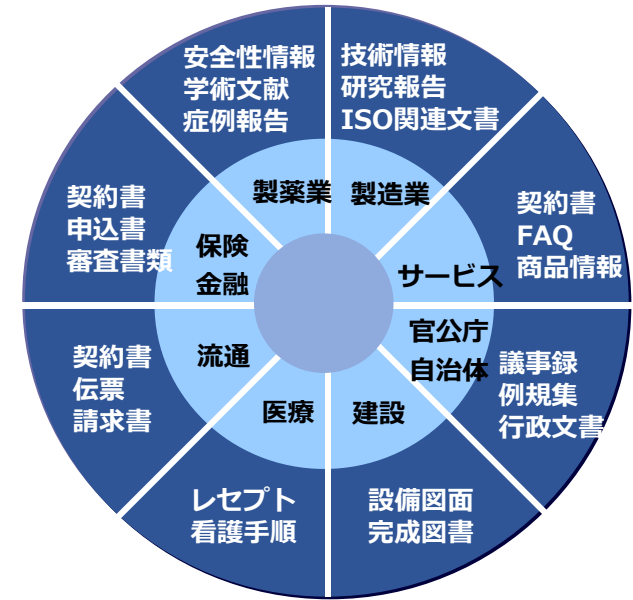 安全性情報
学術文献
症例報告
技術情報
研究報告
ISO関連文書
製薬業
製造業
契約書
申込書
審査書類
保険
金融
サービス
契約書
FAQ
商品情報
契約書
伝票
請求書
流通
官公庁
自治体
議事録
例規集
行政文書
医療
建設
レセプト
看護手順
設備図面
完成図書